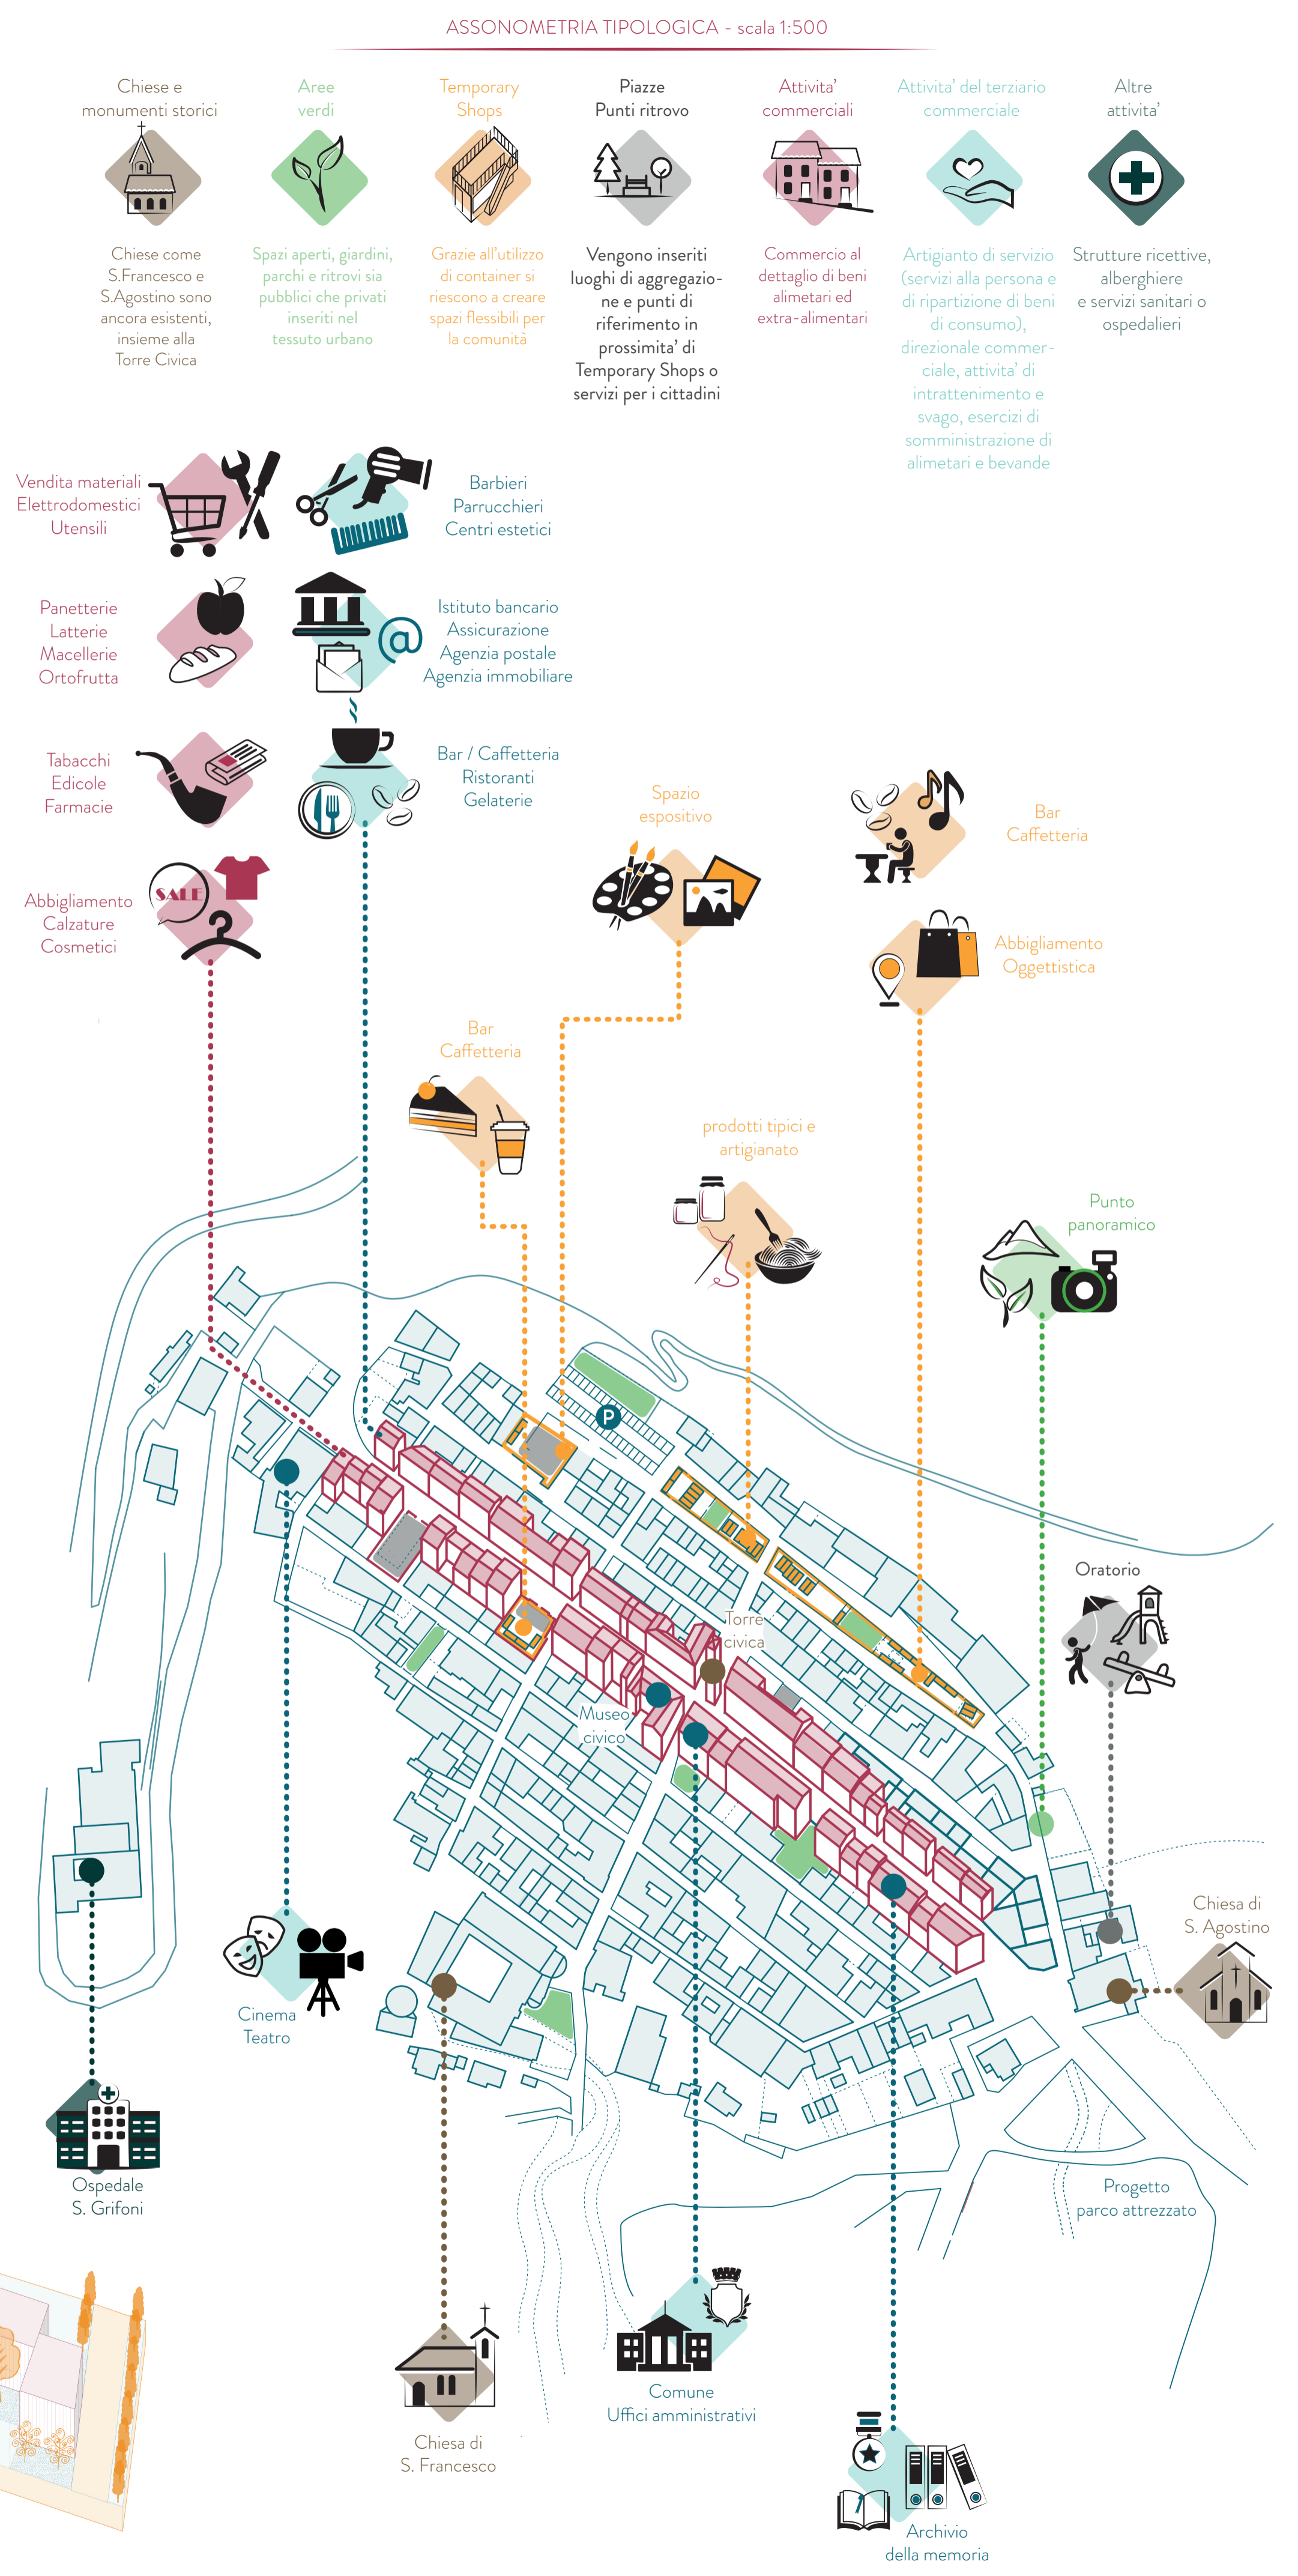 ASSONOMETRIA TIPOLOGICA - scala 1:500
Chiese e
monumenti storici
Aree
verdi
Temporary
Shops
Piazze
Punti ritrovo
Attivita'
commerciali
Attivita' del terziario
commerciale
Altre
attivita'
Chiese come
S.Francesco e
S.Agostino sono
ancora esistenti,
insieme alla
Torre Civica
Spazi aperti, giardini,
parchi e ritrovi sia
pubblici che privati
inseriti nel
tessuto urbano
Grazie all'utilizzo
di container si
riescono a creare
spazi flessibili per
la comunità
Vengono inseriti
luoghi di aggregazio-
ne e punti di
riferimento in
prossimita' di
Temporary Shops o
servizi per i cittadini
Commercio al
dettaglio di beni
alimetari ed
extra-alimentari
Artigianto di servizio
(servizi alla persona e
di ripartizione di beni
di consumo),
direzionale commer-
ciale, attivita' di
intrattenimento e
svago, esercizi di
somministrazione di
alimetari e bevande
Strutture ricettive,
alberghiere
e servizi sanitari o
ospedalieri
Vendita materiali
Elettrodomestici
Utensili
Barbieri
Parrucchieri
Centri estetici
Panetterie
Latterie
Macellerie
Ortofrutta
@
Istituto bancario
Assicurazione
Agenzia postale
Agenzia immobiliare
Tabacchi
Edicole
Farmacie
Bar / Caffetteria
Ristoranti
Gelaterie
Spazio
espositivo
Bar
Caffetteria
Abbigliamento
Calzature
Cosmetici
SALE
Abbigliamento
Oggettistica
Bar
Caffetteria
prodotti tipici e
artigianato
Punto
panoramico
P
Oratorio
Torre
civica
Museo
civico
Chiesa di
S. Agostino
Cinema
Teatro
Ospedale
S. Grifoni
Progetto
parco attrezzato
Comune
Uffici amministrativi
Chiesa di
S. Francesco
Archivio
della memoria